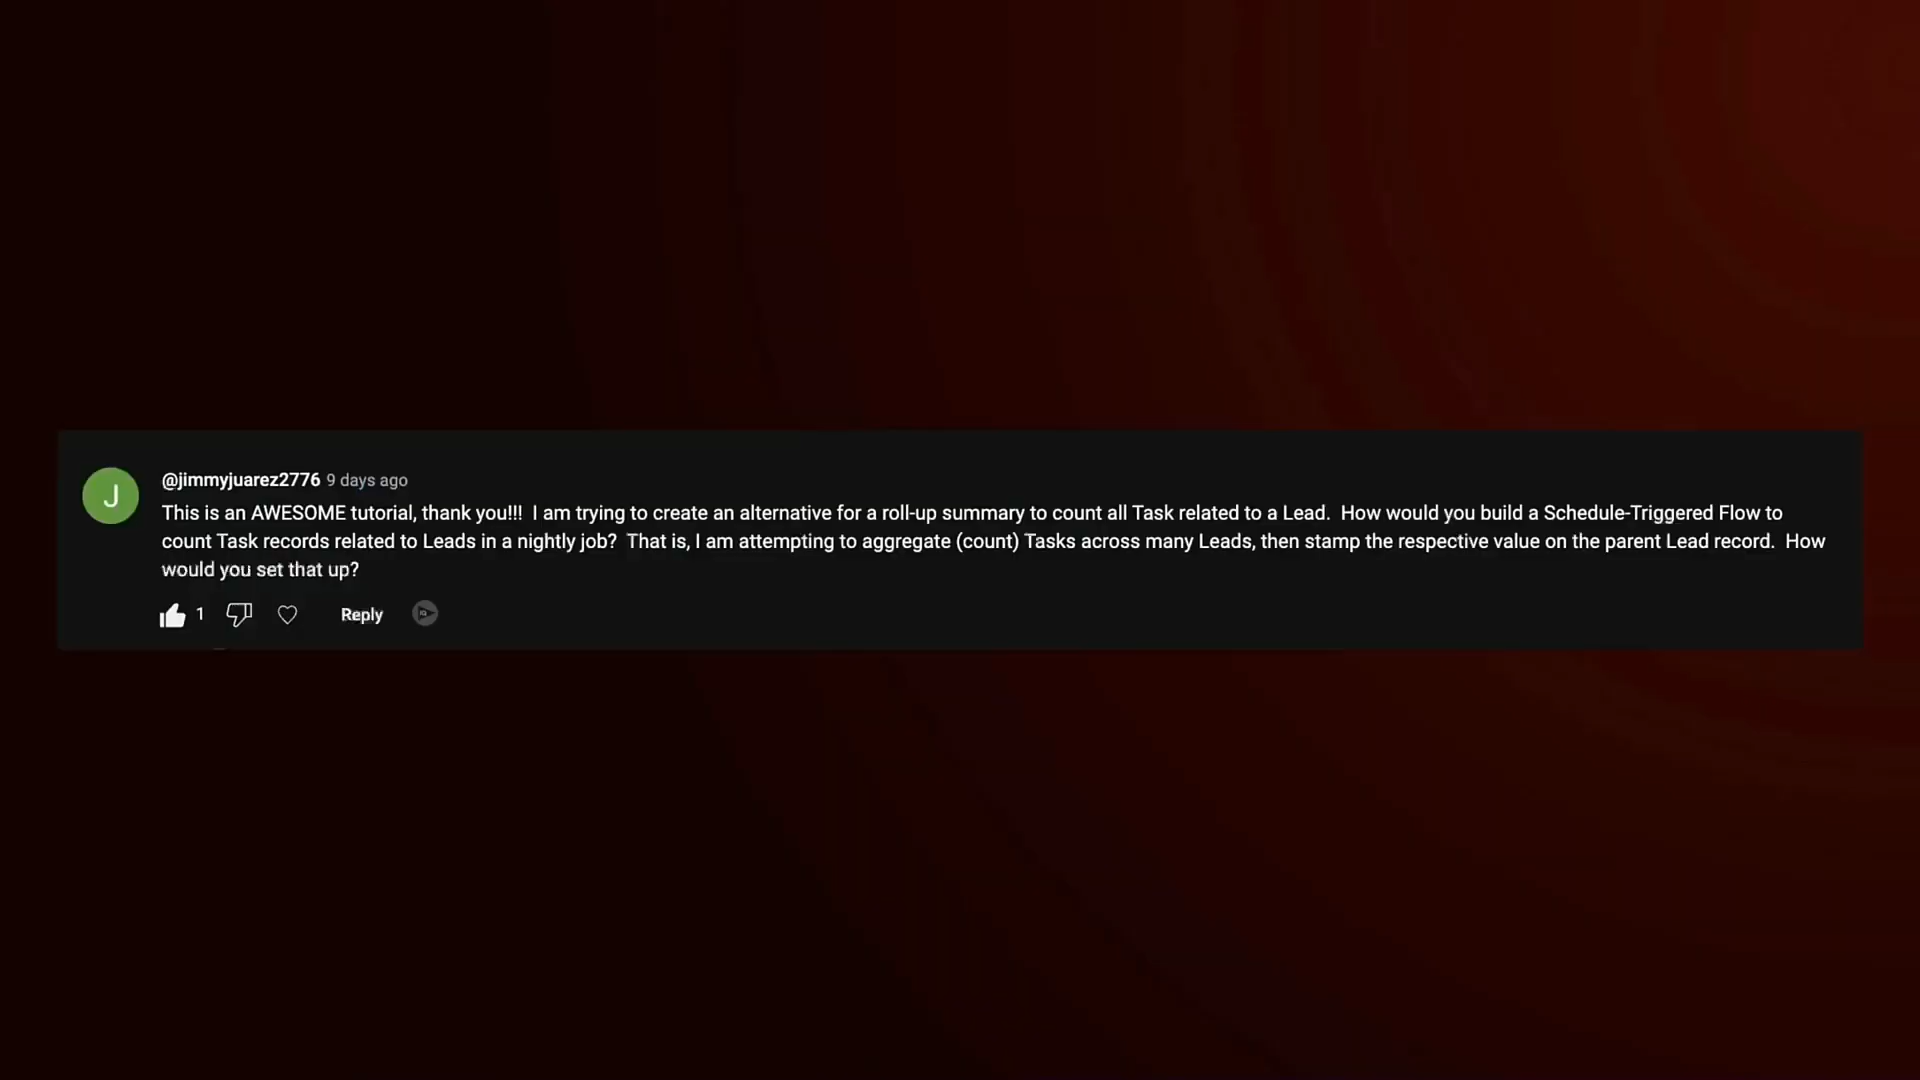 J
@jimmyjuarez2776 9 days ago
This is an AWESOME tutorial, thank you!!!  I am trying to create an alternative for a roll-up summary to count all Task related to a Lead.  How would you build a Schedule-Triggered Flow to
count Task records related to Leads in a nightly job?  That is, I am attempting to aggregate (count) Tasks across many Leads, then stamp the respective value on the parent Lead record.  How
would you set that up?
1 Reply